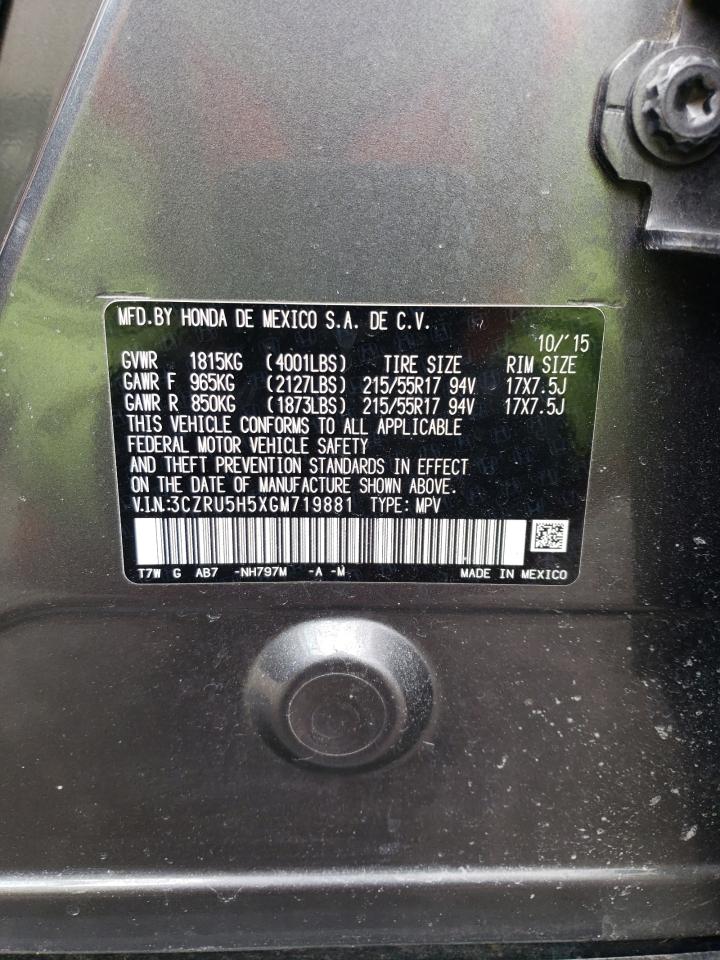 MFD.BY HONDA DE MEXICO S.A. DE C.V.
10/'15
GVWR 1815KG (4001LBS) TIRE SIZE RIM SIZE
GAWR F 965KG (2127LBS) 215/55R17 94V 17X7.5J
GAWR R 850KG (1873LBS) 215/55R17 94V 17X7.5J
THIS VEHICLE CONFORMS TO ALL APPLICABLE
FEDERAL MOTOR VEHICLE SAFETY
AND THEFT PREVENTION STANDARDS IN EFFECT
ON THE DATE OF MANUFACTURE SHOWN ABOVE.
V.I.N.:3CZRU5H5XGM719881 TYPE: MPV
T7W G AB7 -NH797M -A -M MADE IN MEXICO